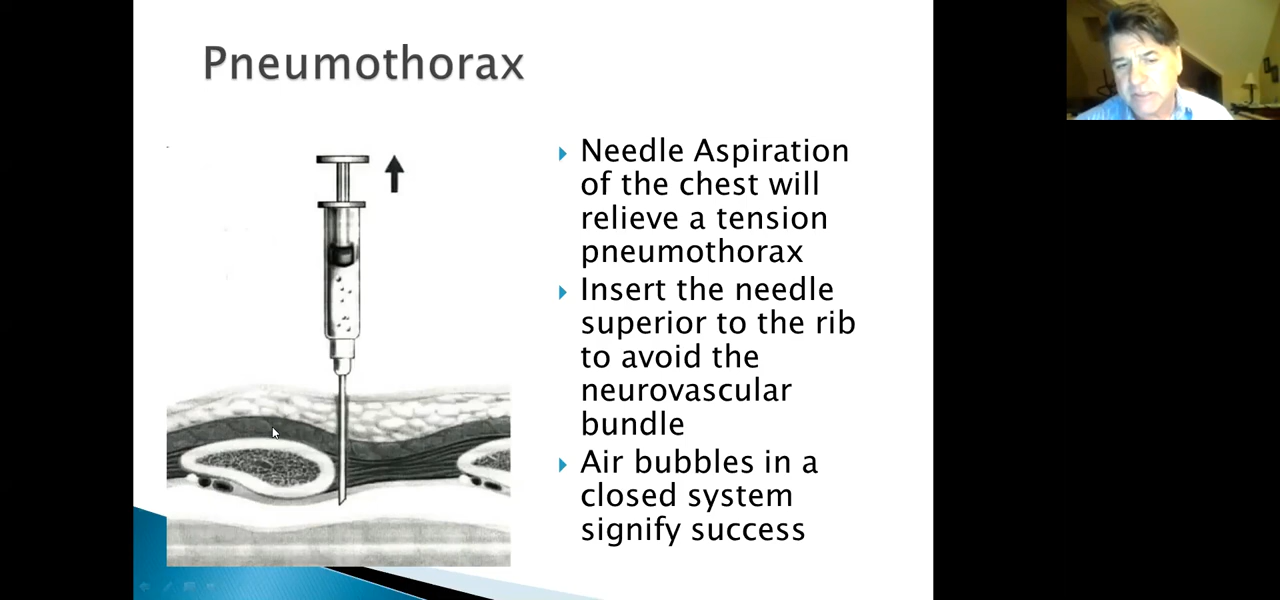 Pneumothorax
Needle Aspiration
of the chest will
relieve a tension
pneumothorax
Insert the needle
superior to the rib
to avoid the
neurovascular
bundle
Air bubbles in a
closed system
signify success